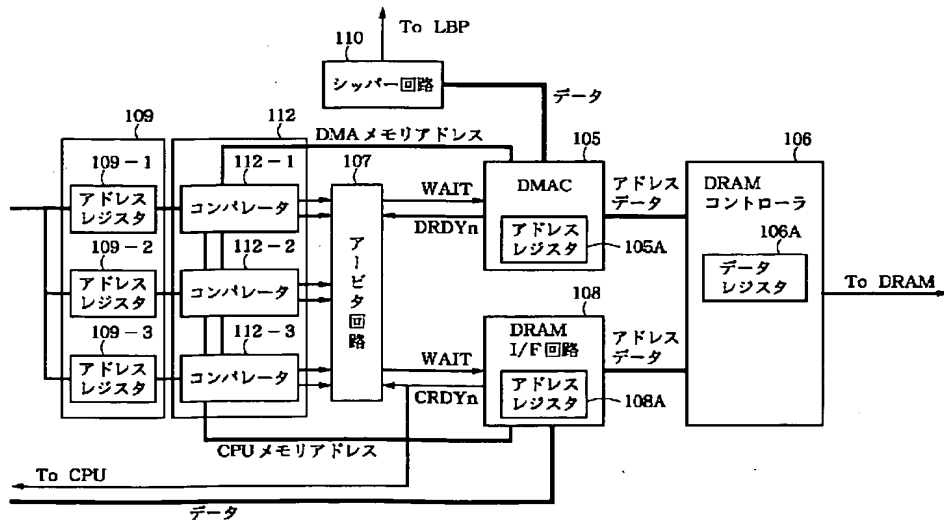 To LBP
110
シッパー回路
データ
109
112
DMAメモリアドレス
105
106
109-1
112-1
107
アドレス
レジスタ
コンパレータ
WAIT
DMAC
アドレス
データ
DRAM
コントローラ
DRDYn
アドレス
レジスタ
105A
106A
データ
レジスタ
109-2
112-2
アドレス
レジスタ
コンパレータ
アービタ回路
To DRAM
108
109-3
112-3
DRAM
I/F回路
アドレス
データ
アドレス
レジスタ
コンパレータ
WAIT
CRDYn
アドレス
レジスタ
108A
CPUメモリアドレス
To CPU
データ